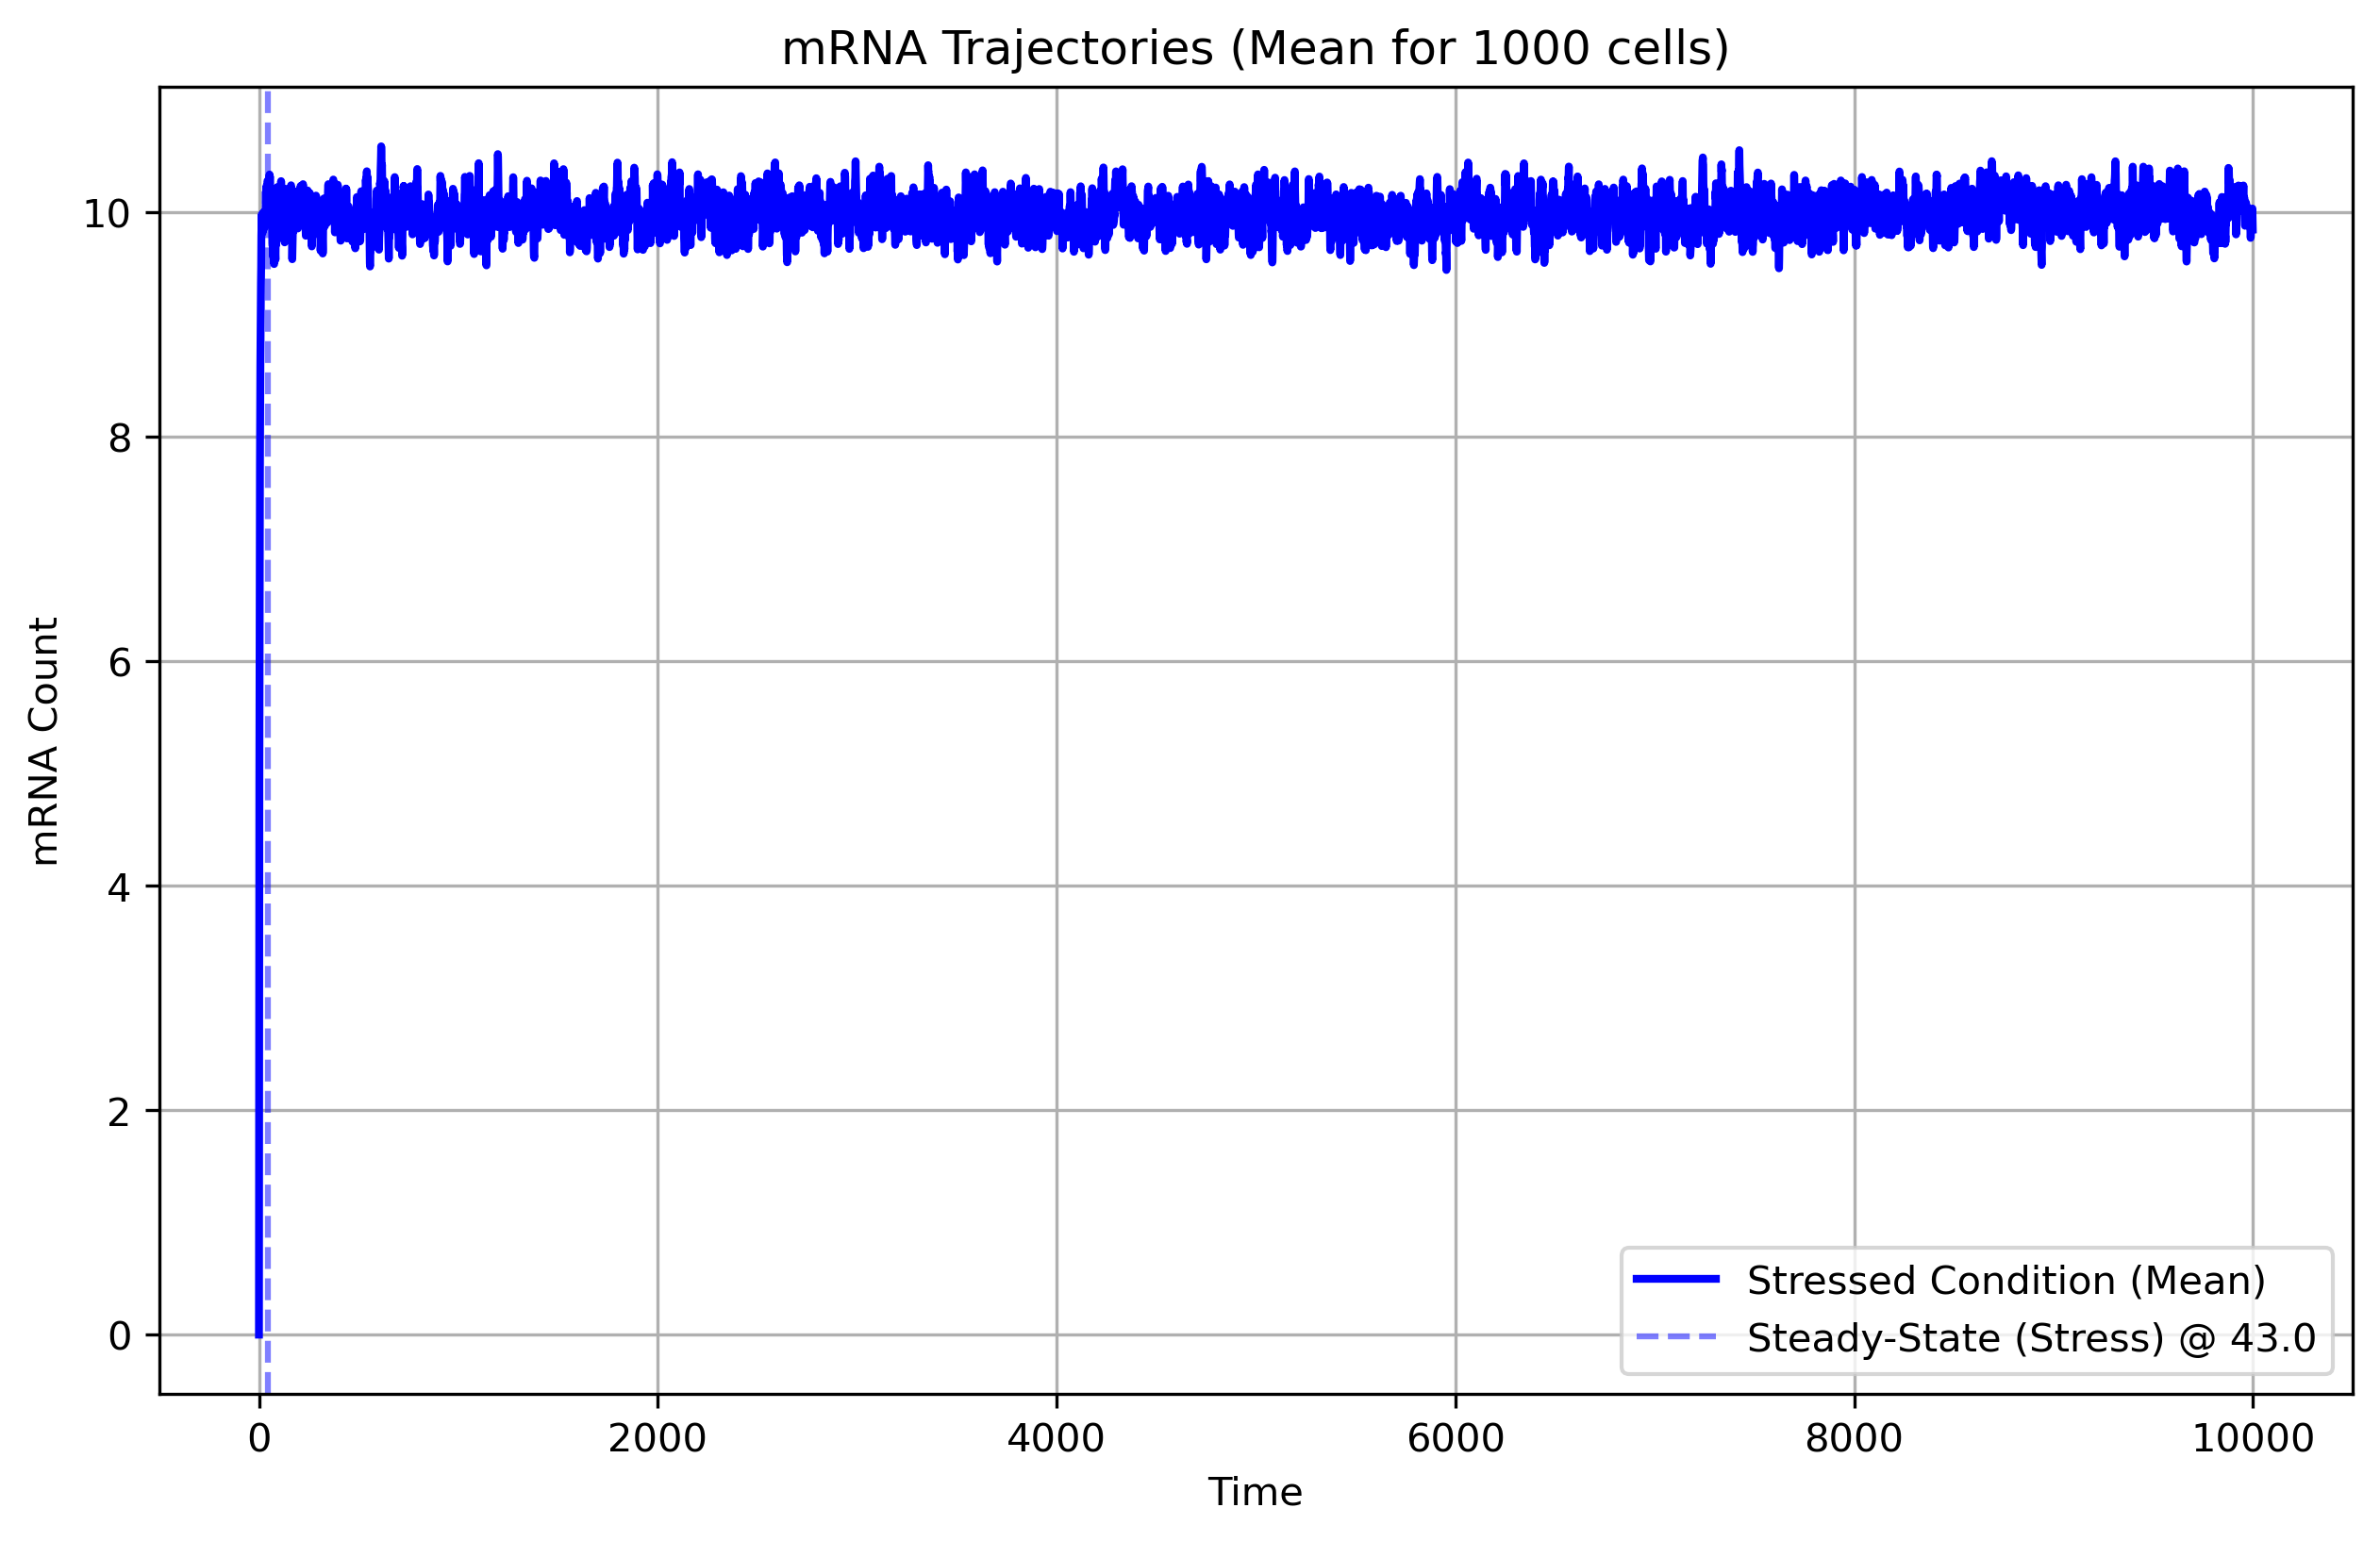 mRNA Trajectories (Mean for 1000 cells)
mRNA Count
10
8
6
4
2
0
Stressed Condition (Mean)
Steady-State (Stress) @ 43.0
0 2000 4000 6000 8000 10000
Time